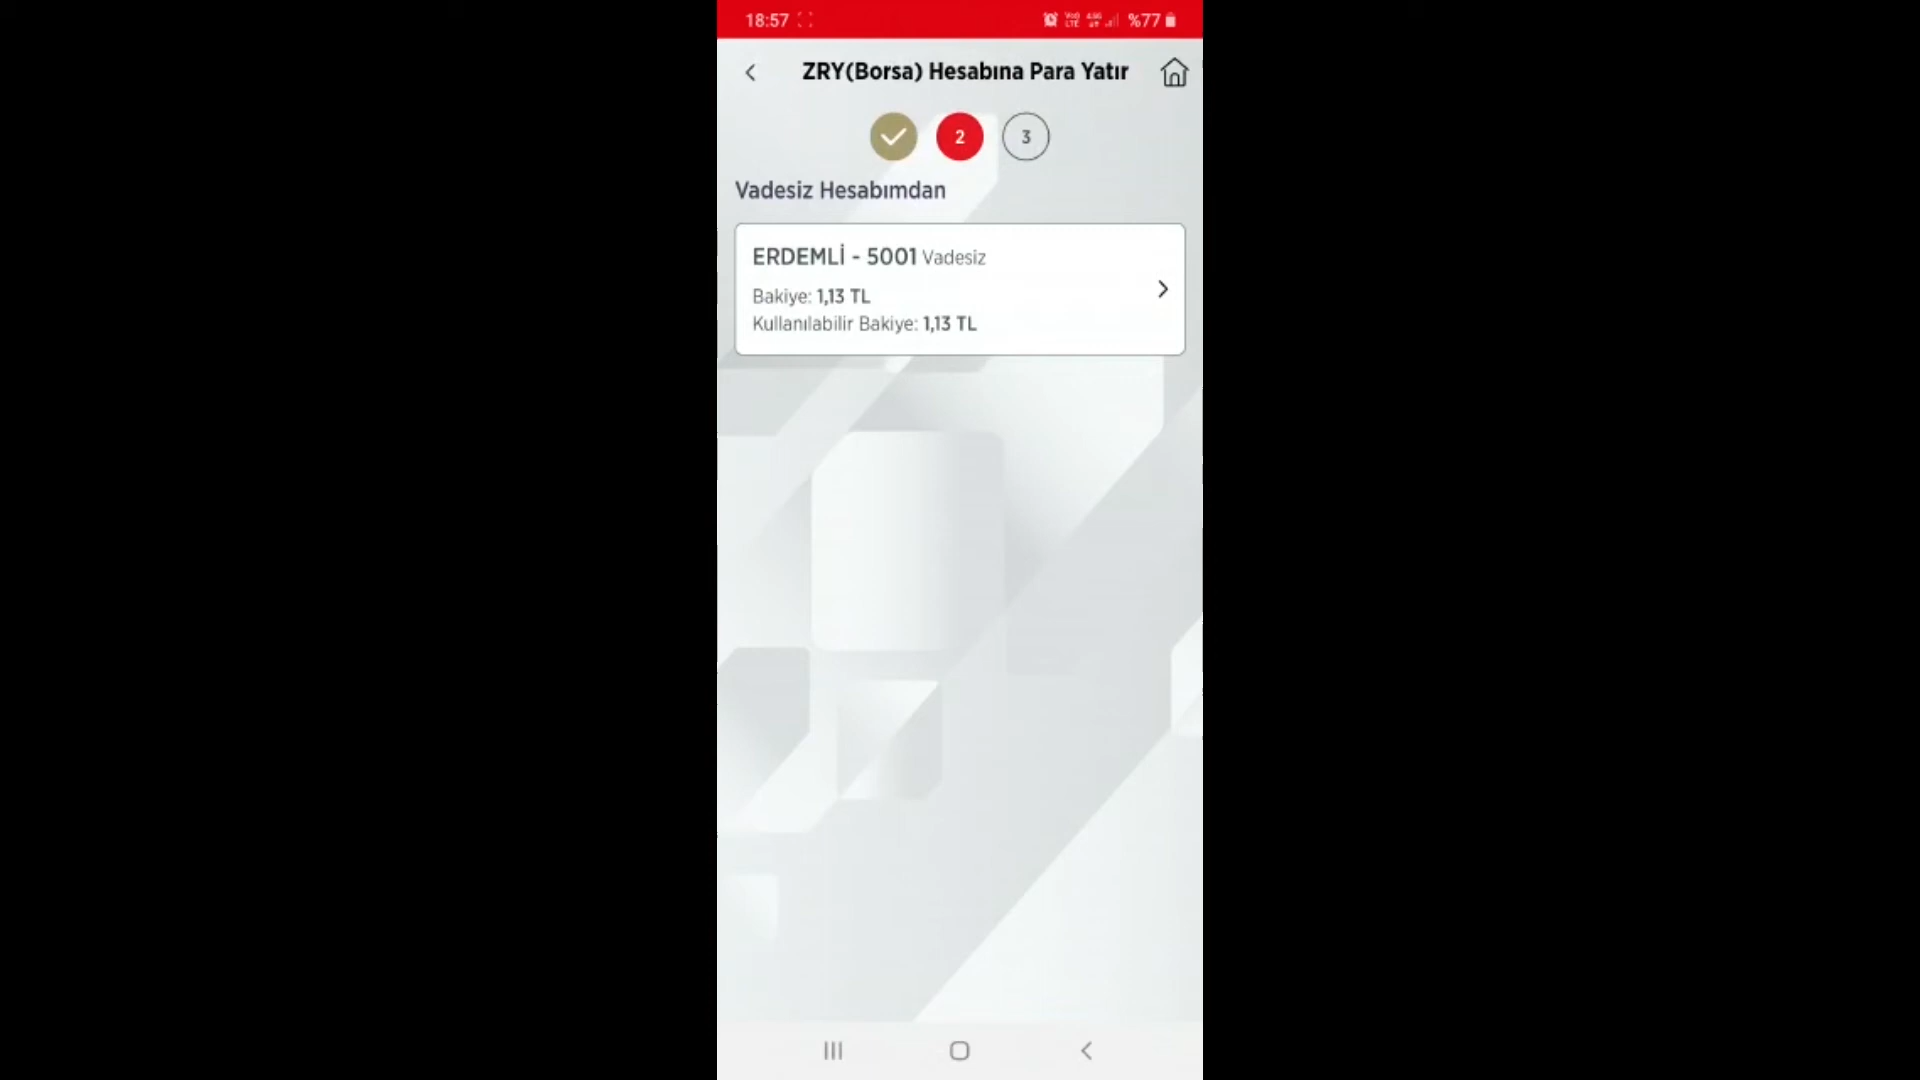 18:57 %77
ZRY(Borsa) Hesabına Para Yatır
2 3
Vadesiz Hesabımdan
ERDEMLİ - 5001 Vadesiz
Bakiye: 1,13 TL
Kullanılabilir Bakiye: 1,13 TL